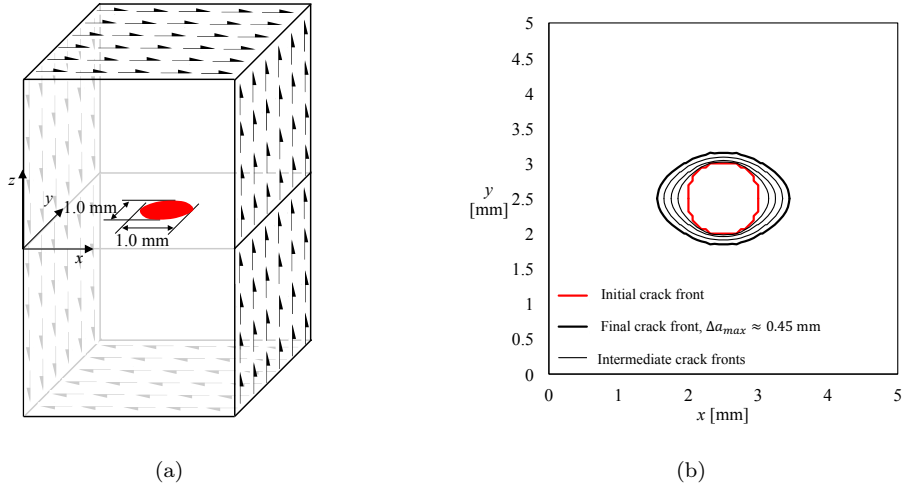 z
y
1.0 mm
1.0 mm
x
(a)
5
4.5
4
3.5
3
y
[mm]
2.5
2
1.5
1
0.5
0
Initial crack front
Final crack front, Δa_max ≈ 0.45 mm
Intermediate crack fronts
0 1 2 3 4 5
x [mm]
(b)